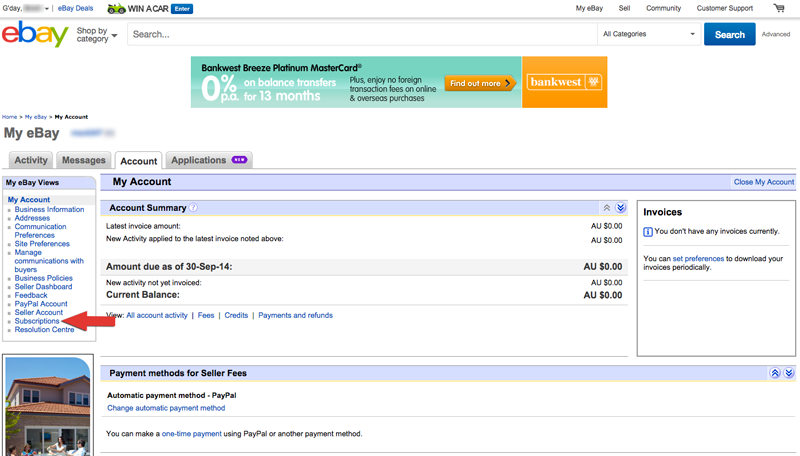 G'day,
eBay Deals
WIN A CAR Enter
My eBay Sell Community Customer Support
ebay
Shop by
category
Search...
All Categories
Search
Advanced
Bankwest Breeze Platinum MasterCard®
0% p.a. on balance transfers
for 13 months
Plus, enjoy no foreign
transaction fees on online
& overseas purchases
Find out more
bankwest
Home > My eBay > My Account
My eBay
Activity Messages Account Applications NEW
My eBay Views
My Account
Business Information
Addresses
Communication
Preferences
Site Preferences
Manage
communications with
buyers
Business Policies
Seller Dashboard
Feedback
PayPal Account
Seller Account
Subscriptions
Resolution Centre
My Account
Close My Account
Account Summary ?
Latest invoice amount: AU $0.00
New Activity applied to the latest invoice noted above: AU $0.00
Amount due as of 30-Sep-14: AU $0.00
New activity not yet invoiced: AU $0.00
Current Balance: AU $0.00
View: All account activity | Fees | Credits | Payments and refunds
Invoices
You don't have any invoices currently.
You can set preferences to download your
invoices periodically.
Payment methods for Seller Fees
Automatic payment method - PayPal
Change automatic payment method
You can make a one-time payment using PayPal or another payment method.